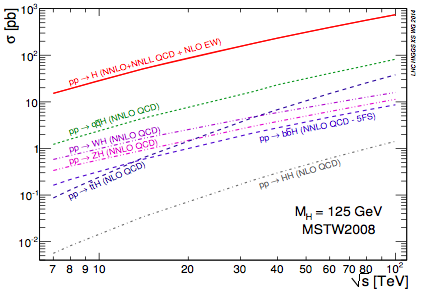 σ [pb]
10³
10²
10
1
10⁻¹
10⁻²
LHC HIGGS XS WG 2014
pp → H (NNLO+NNLL QCD + NLO EW)
pp → qqH (NNLO QCD)
pp → WH (NNLO QCD)
pp → ZH (NNLO QCD)
pp → ttH (NLO QCD)
pp → bbH (NNLO QCD - 5FS)
pp → HH (NLO QCD)
M_H = 125 GeV
MSTW2008
7 8 9 10 20 30 40 50 60 70 80 10²
√s [TeV]